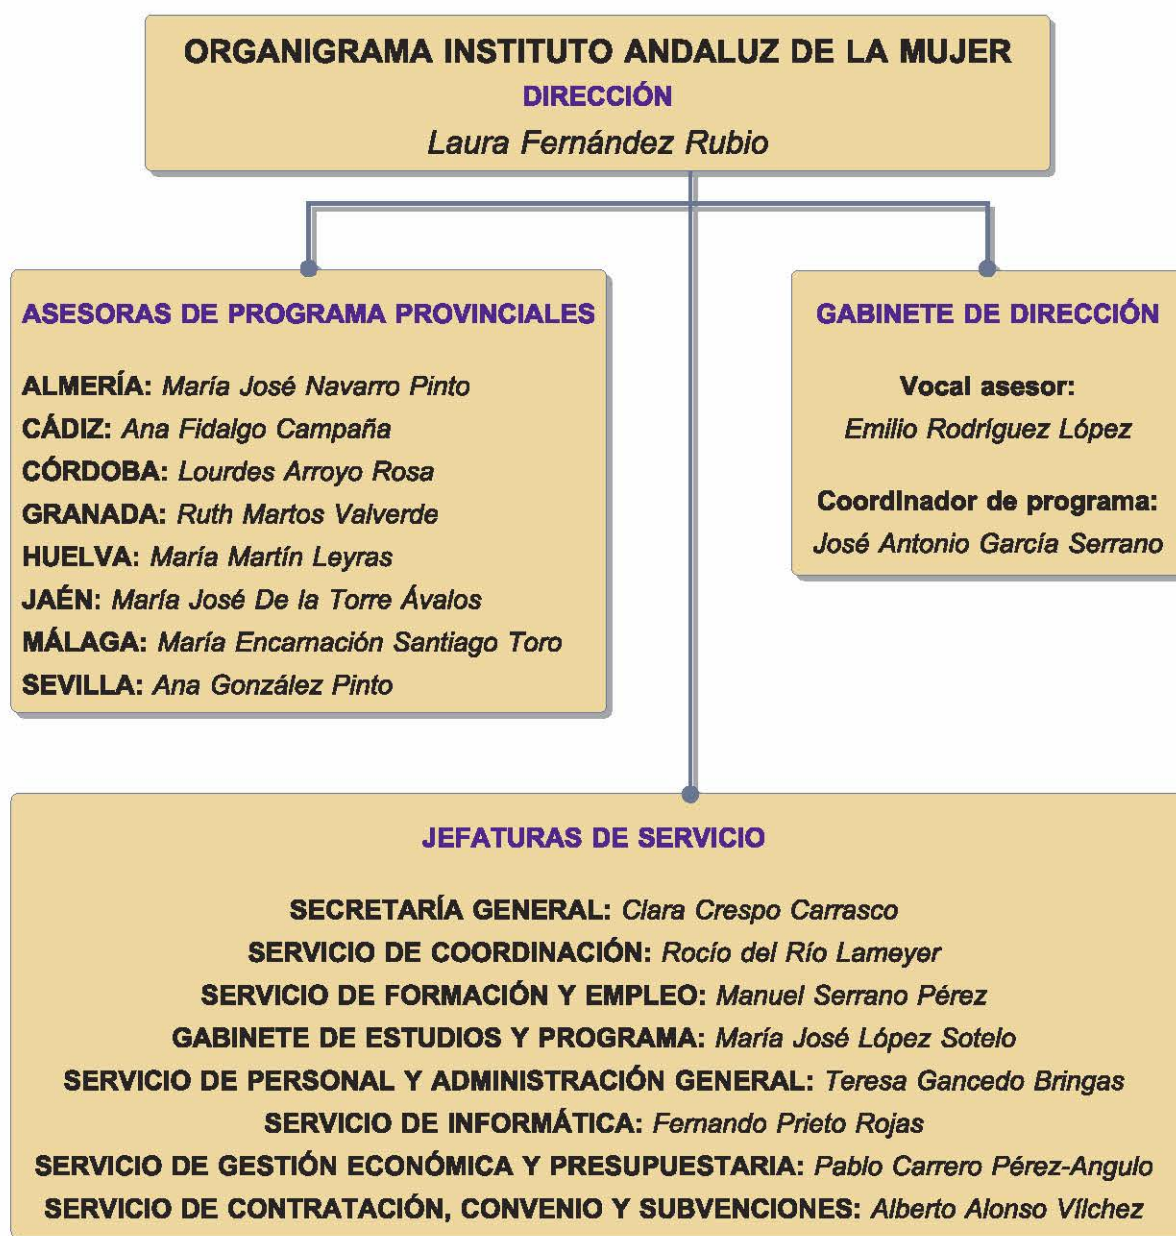 ORGANIGRAMA INSTITUTO ANDALUZ DE LA MUJER
DIRECCIÓN
Laura Fernández Rubio
ASESORAS DE PROGRAMA PROVINCIALES
ALMERÍA: María José Navarro Pinto
CÁDIZ: Ana Fidalgo Campaña
CÓRDOBA: Lourdes Arroyo Rosa
GRANADA: Ruth Martos Valverde
HUELVA: María Martín Leyras
JAÉN: María José De la Torre Ávalos
MÁLAGA: María Encarnación Santiago Toro
SEVILLA: Ana González Pinto
GABINETE DE DIRECCIÓN
Vocal asesor:
Emilio Rodríguez López
Coordinador de programa:
José Antonio García Serrano
JEFATURAS DE SERVICIO
SECRETARÍA GENERAL: Clara Crespo Carrasco
SERVICIO DE COORDINACIÓN: Rocío del Río Lameyer
SERVICIO DE FORMACIÓN Y EMPLEO: Manuel Serrano Pérez
GABINETE DE ESTUDIOS Y PROGRAMA: María José López Sotelo
SERVICIO DE PERSONAL Y ADMINISTRACIÓN GENERAL: Teresa Gancedo Bringas
SERVICIO DE INFORMÁTICA: Fernando Prieto Rojas
SERVICIO DE GESTIÓN ECONÓMICA Y PRESUPUESTARIA: Pablo Carrero Pérez-Angulo
SERVICIO DE CONTRATACIÓN, CONVENIO Y SUBVENCIONES: Alberto Alonso Vílchez